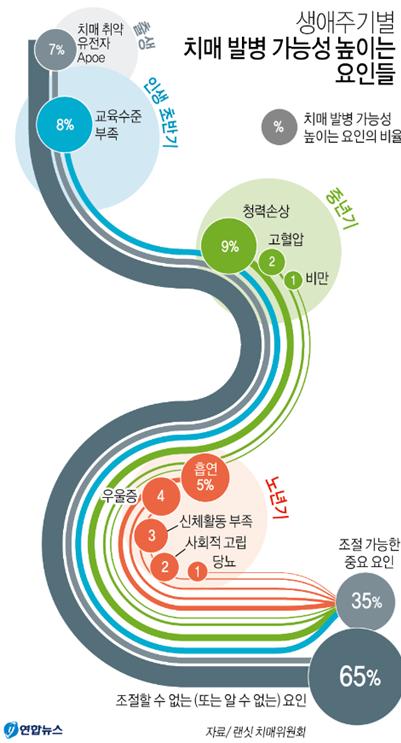 생애주기별
치매 발병 가능성 높이는
요인들
% 치매 발병 가능성
높이는 요인의 비율
출생
7% 치매 취약
유전자
Apoe
인생 초반기
8% 교육수준
부족
중년기
청력손상
9%
고혈압
2
1 비만
노년기
흡연
5%
우울증 4
3 신체활동 부족
2 사회적 고립
당뇨
1
조절 가능한
중요 요인
35%
65%
조절할 수 없는 (또는 알 수 없는) 요인
y 연합뉴스
자료/ 랜싯 치매위원회